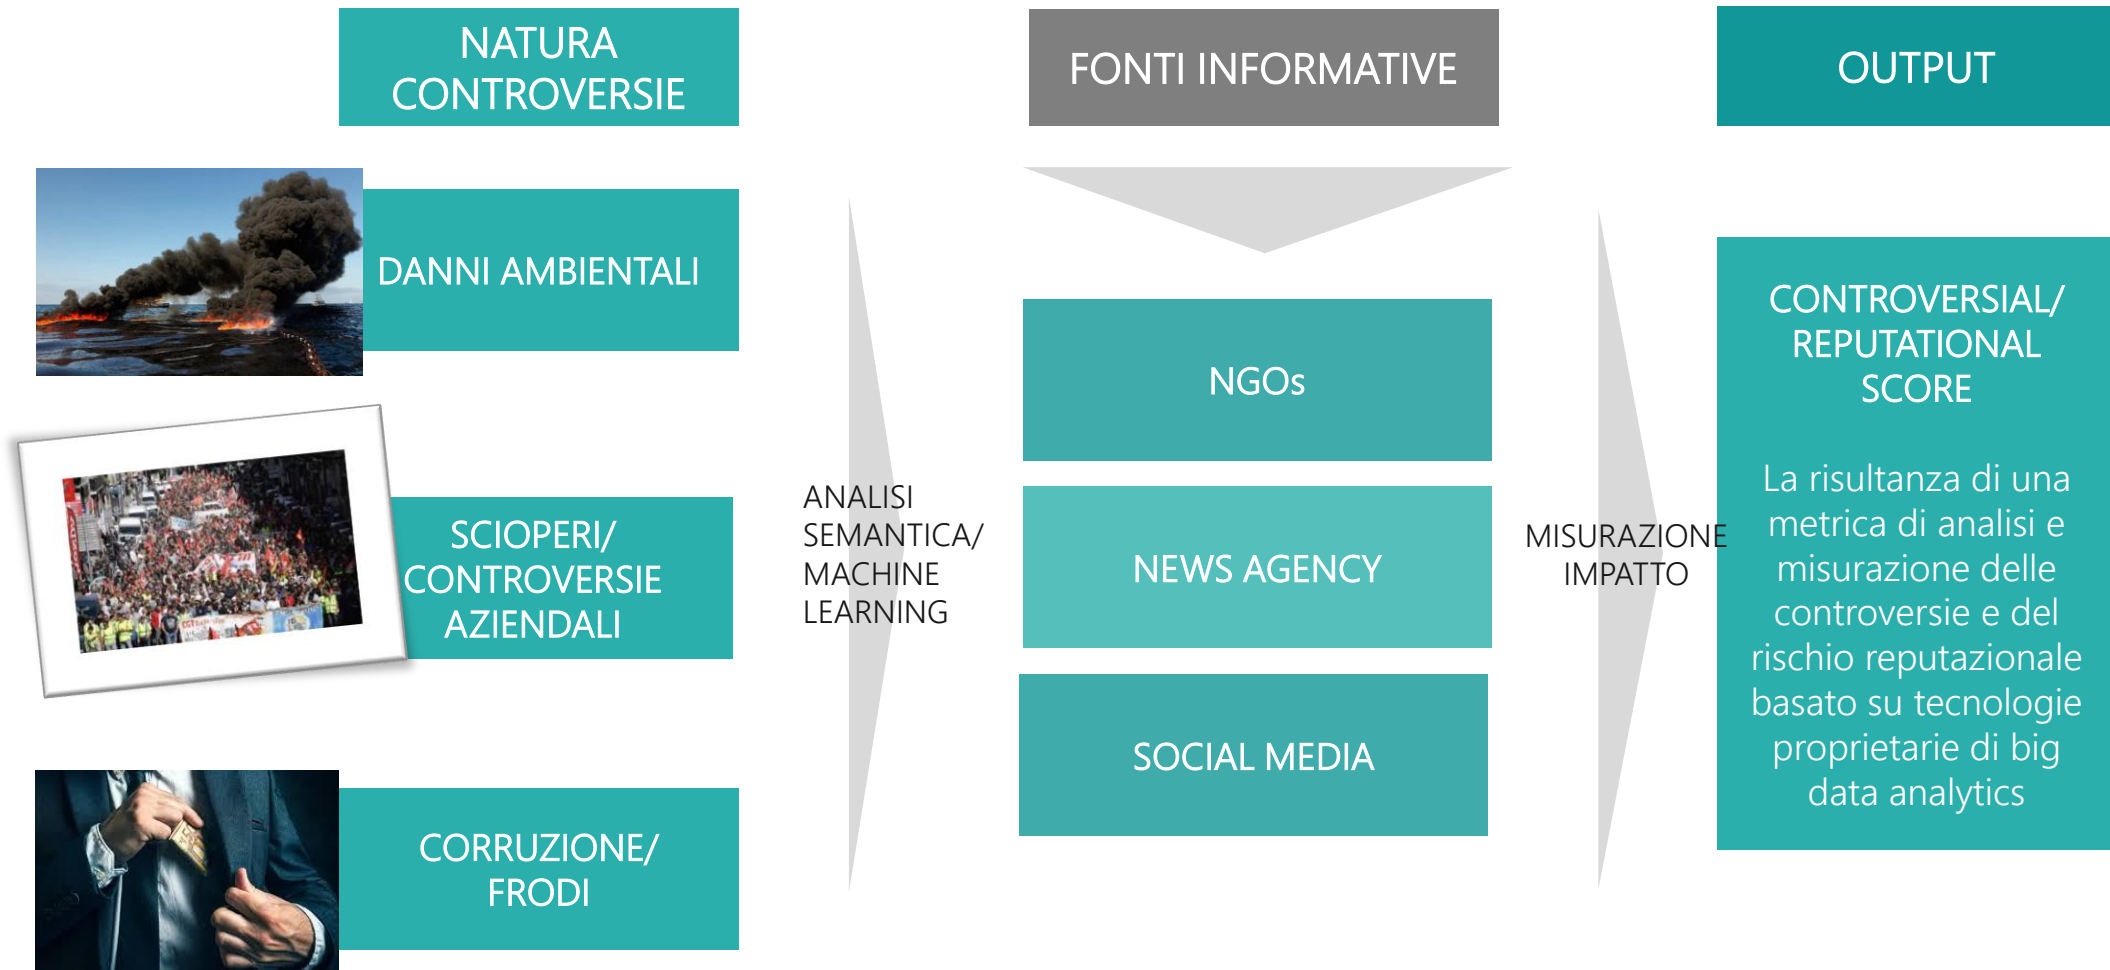 NATURA
CONTROVERSIE
FONTI INFORMATIVE
OUTPUT
DANNI AMBIENTALI
SCIOPERI/
CONTROVERSIE
AZIENDALI
CORRUZIONE/
FRODI
ANALISI
SEMANTICA/
MACHINE
LEARNING
NGOs
NEWS AGENCY
SOCIAL MEDIA
MISURAZIONE
IMPATTO
CONTROVERSIAL/
REPUTATIONAL
SCORE
La risultanza di una
metrica di analisi e
misurazione delle
controversie e del
rischio reputazionale
basato su tecnologie
proprietarie di big
data analytics